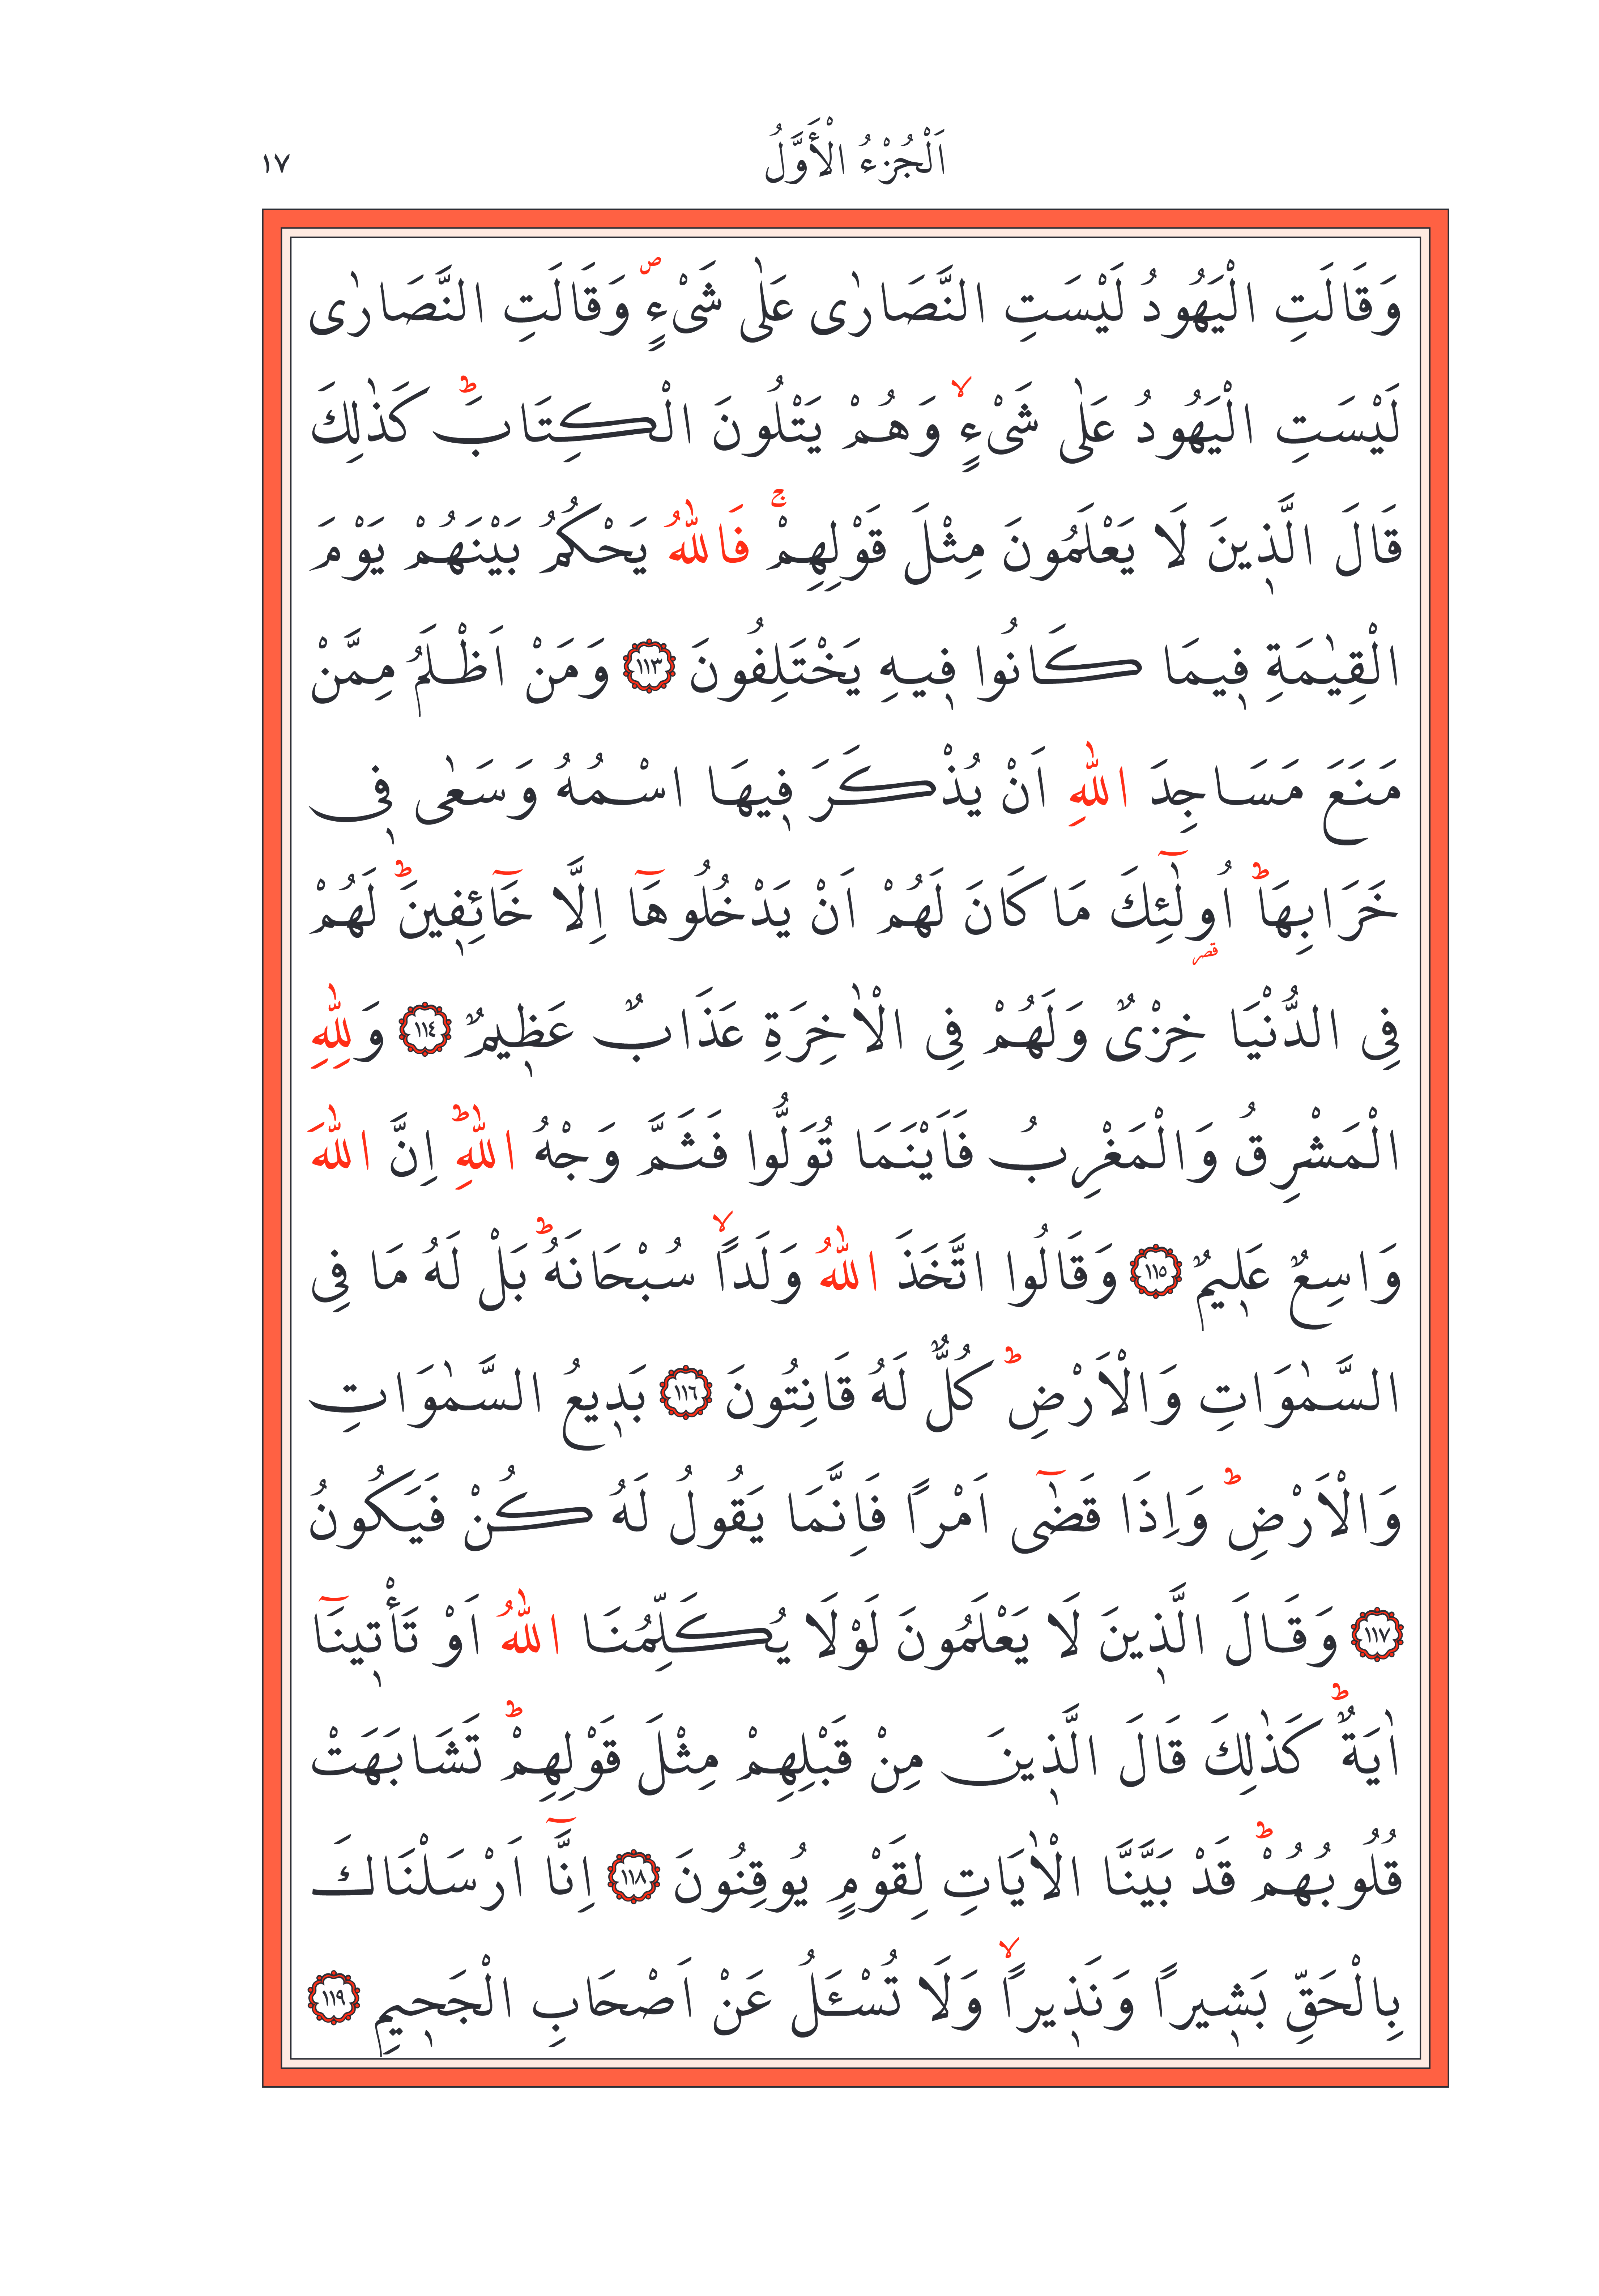 اَلْجُزْءُ الْأَوَّلُ ١٧
وَقَالَتِ الْيَهُودُ لَيْسَتِ النَّصَارٰى عَلٰى شَىْءٍ ۖ وَقَالَتِ النَّصَارٰى
لَيْسَتِ الْيَهُودُ عَلٰى شَىْءٍ ۙ وَهُمْ يَتْلُونَ الْكِتَابَ ۜؕ كَذٰلِكَ
قَالَ الَّذ۪ينَ لَا يَعْلَمُونَ مِثْلَ قَوْلِهِمْ ۚ فَاللّٰهُ يَحْكُمُ بَيْنَهُمْ يَوْمَ
الْقِيٰمَةِ ف۪يمَا كَانُوا ف۪يهِ يَخْتَلِفُونَ ﴿١١٣﴾ وَمَنْ اَظْلَمُ مِمَّنْ
مَنَعَ مَسَاجِدَ اللّٰهِ اَنْ يُذْكَرَ ف۪يهَا اسْمُهُ وَسَعٰى ف۪ى
خَرَابِهَا ؕ اُو۬لٰٓئِكَ مَا كَانَ لَهُمْ اَنْ يَدْخُلُوهَٓا اِلَّا خَٓائِف۪ينَ ؕ لَهُمْ
فِى الدُّنْيَا خِزْىٌ وَلَهُمْ فِى الْاٰخِرَةِ عَذَابٌ عَظ۪يمٌ ﴿١١٤﴾ وَلِلّٰهِ
الْمَشْرِقُ وَالْمَغْرِبُ فَاَيْنَمَا تُوَلُّوا فَثَمَّ وَجْهُ اللّٰهِ ؕ اِنَّ اللّٰهَ
وَاسِعٌ عَل۪يمٌ ﴿١١٥﴾ وَقَالُوا اتَّخَذَ اللّٰهُ وَلَدًا ۙ سُبْحَانَهُ ؕ بَلْ لَهُ مَا فِى
السَّمٰوَاتِ وَالْاَرْضِ ؕ كُلٌّ لَهُ قَانِتُونَ ﴿١١٦﴾ بَد۪يعُ السَّمٰوَاتِ
وَالْاَرْضِ ؕ وَاِذَا قَضٰٓى اَمْرًا فَاِنَّمَا يَقُولُ لَهُ كُنْ فَيَكُونُ
﴿١١٧﴾ وَقَالَ الَّذ۪ينَ لَا يَعْلَمُونَ لَوْلَا يُكَلِّمُنَا اللّٰهُ اَوْ تَأْت۪ينَٓا
اٰيَةٌ ؕ كَذٰلِكَ قَالَ الَّذ۪ينَ مِنْ قَبْلِهِمْ مِثْلَ قَوْلِهِمْ ؕ تَشَابَهَتْ
قُلُوبُهُمْ ؕ قَدْ بَيَّنَّا الْاٰيَاتِ لِقَوْمٍ يُوقِنُونَ ﴿١١٨﴾ اِنَّٓا اَرْسَلْنَاكَ
بِالْحَقِّ بَش۪يرًا وَنَذ۪يرًا ۙ وَلَا تُسْـَٔلُ عَنْ اَصْحَابِ الْجَح۪يمِ ﴿١١٩﴾